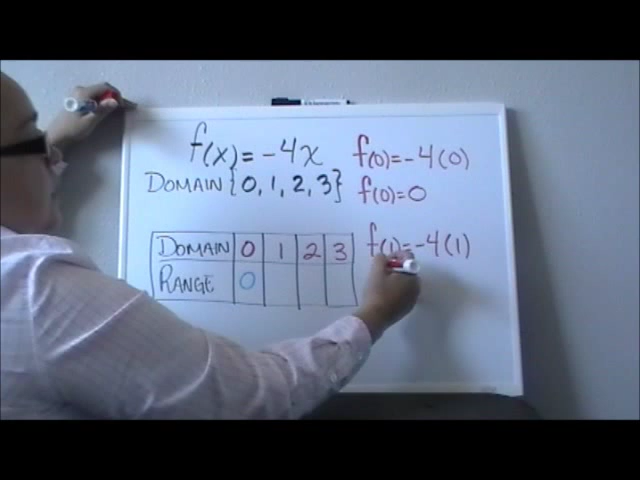 f(x) = -4x
DOMAIN {0, 1, 2, 3}
f(0) = -4(0)
f(0) = 0
f(1) = -4(1)
DOMAIN 0 1 2 3
RANGE 0